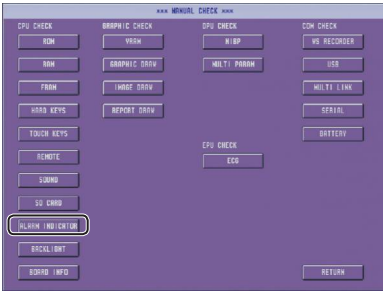 *** MANUAL CHECK ***
CPU CHECK
ROM
RAM
FRAM
HARD KEYS
TOUCH KEYS
REMOTE
SOUND
SD CARD
ALARM INDICATOR
BACKLIGHT
BOARD INFO
GRAPHIC CHECK
VRAM
GRAPHIC DRAW
IMAGE DRAW
REPORT DRAW
DPU CHECK
NIBP
MULTI PARAM
EPU CHECK
ECG
COM CHECK
WS RECORDER
USB
MULTI LINK
SERIAL
BATTERY
RETURN